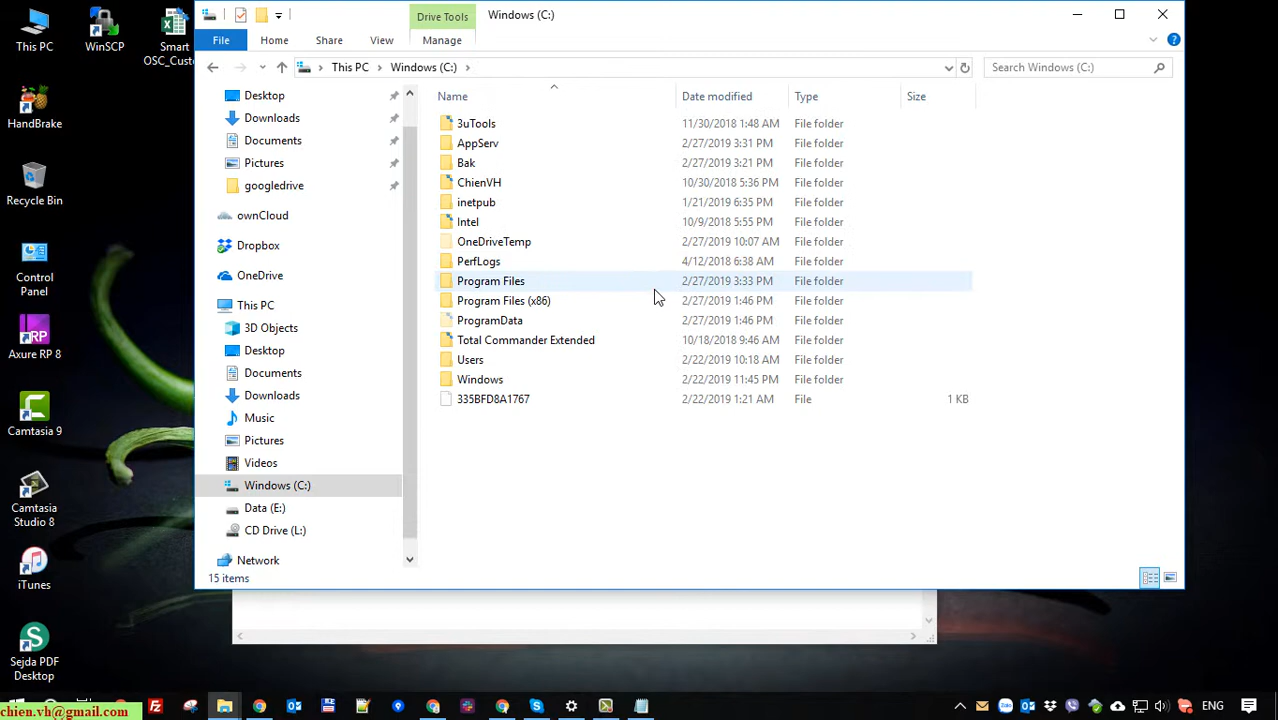 This PC
WinSCP
Smart
OSC_Custo
HandBrake
Recycle Bin
Control
Panel
Axure RP 8
Camtasia 9
Camtasia
Studio 8
iTunes
Sejda PDF
Desktop
Drive Tools
Windows (C:)
File
Home
Share
View
Manage
This PC
Windows (C:)
Search Windows (C:)
Desktop
Downloads
Documents
Pictures
googledrive
ownCloud
Dropbox
OneDrive
This PC
3D Objects
Desktop
Documents
Downloads
Music
Pictures
Videos
Windows (C:)
Data (E:)
CD Drive (L:)
Network
Name Date modified Type Size
3uTools 11/30/2018 1:48 AM File folder
AppServ 2/27/2019 3:31 PM File folder
Bak 2/27/2019 3:21 PM File folder
ChienVH 10/30/2018 5:36 PM File folder
inetpub 1/21/2019 6:35 PM File folder
Intel 10/9/2018 5:55 PM File folder
OneDriveTemp 2/27/2019 10:07 AM File folder
PerfLogs 4/12/2018 6:38 AM File folder
Program Files 2/27/2019 3:33 PM File folder
Program Files (x86) 2/27/2019 1:46 PM File folder
ProgramData 2/27/2019 1:46 PM File folder
Total Commander Extended 10/18/2018 9:46 AM File folder
Users 2/22/2019 10:18 AM File folder
Windows 2/22/2019 11:45 PM File folder
335BFD8A1767 2/22/2019 1:21 AM File 1 KB
15 items
chien.vh@gmail.com
ENG